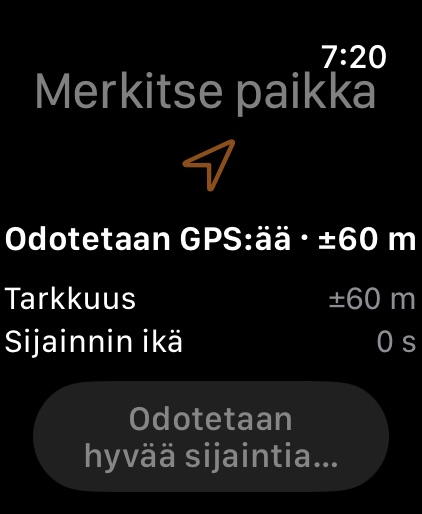 7:20
Merkitse paikka
Odotetaan GPS:ää · ±60 m
Tarkkuus ±60 m
Sijainnin ikä 0 s
Odotetaan
hyvää sijaintia...